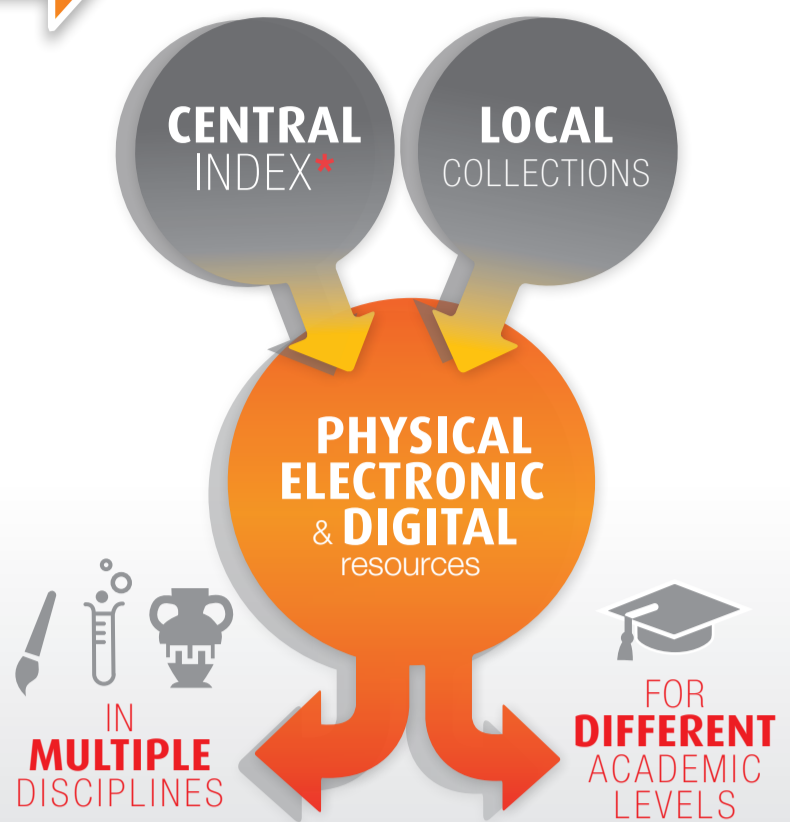 CENTRAL
INDEX*
LOCAL
COLLECTIONS
PHYSICAL
ELECTRONIC
& DIGITAL
resources
IN
MULTIPLE
DISCIPLINES
FOR
DIFFERENT
ACADEMIC
LEVELS